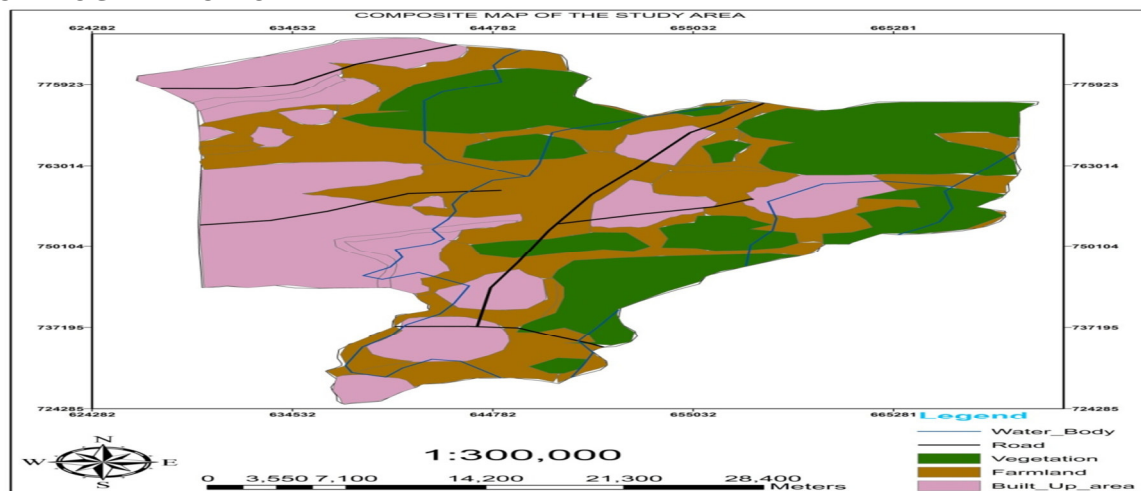 COMPOSITE MAP OF THE STUDY AREA
624282 634532 644782 655032 665281
775923 775923
763014 763014
750104 750104
737195 737195
724285 724285
624282 634532 644782 655032 665281
Legend
Water_Body
Road
Vegetation
Farmland
Built_Up_area
N
W E
S
1:300,000
0 3,550 7,100 14,200 21,300 28,400
Meters